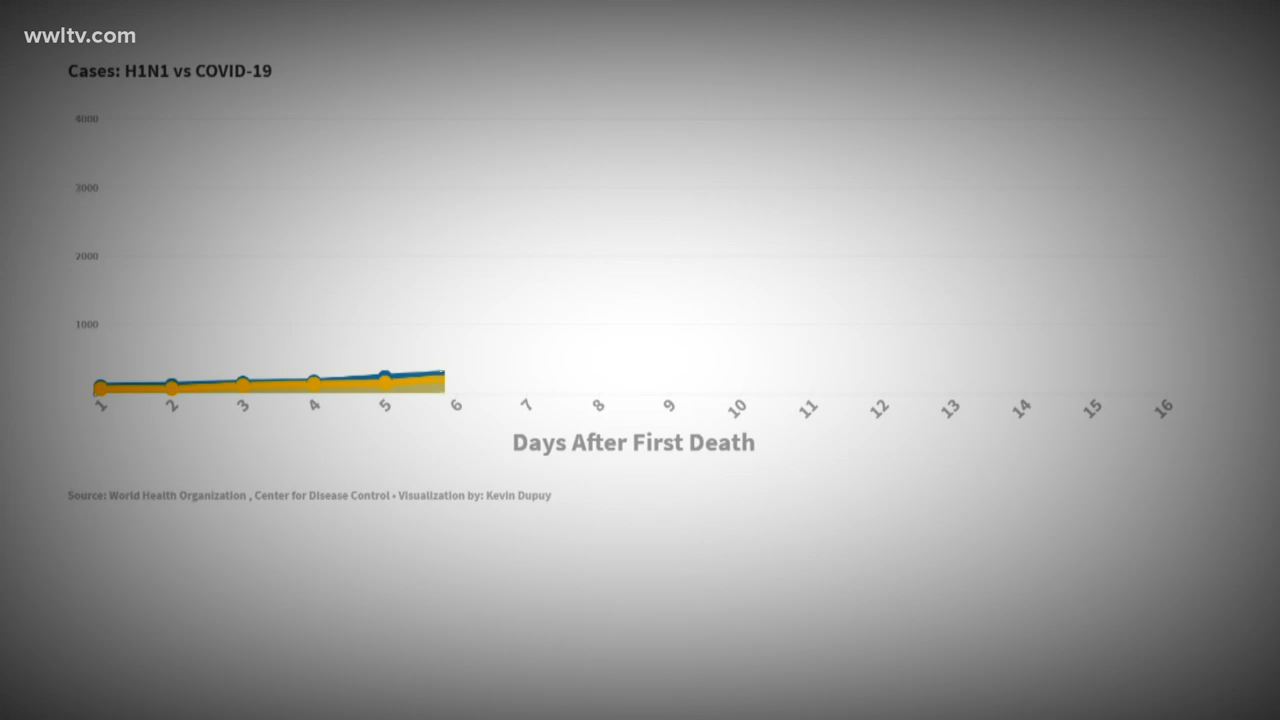 wwltv.com
Cases: H1N1 vs COVID-19
4000
3000
2000
1000
1 2 3 4 5 6 7 8 9 10 11 12 13 14 15 16
Days After First Death
Source: World Health Organization , Center for Disease Control • Visualization by: Kevin Dupuy